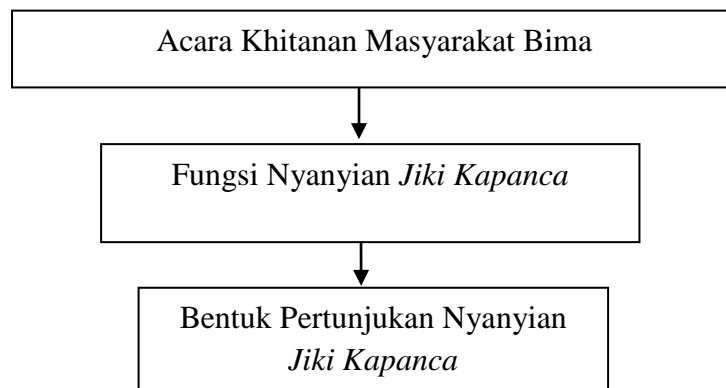 Acara Khitanan Masyarakat Bima
Fungsi Nyanyian Jiki Kapanca
Bentuk Pertunjukan Nyanyian
Jiki Kapanca